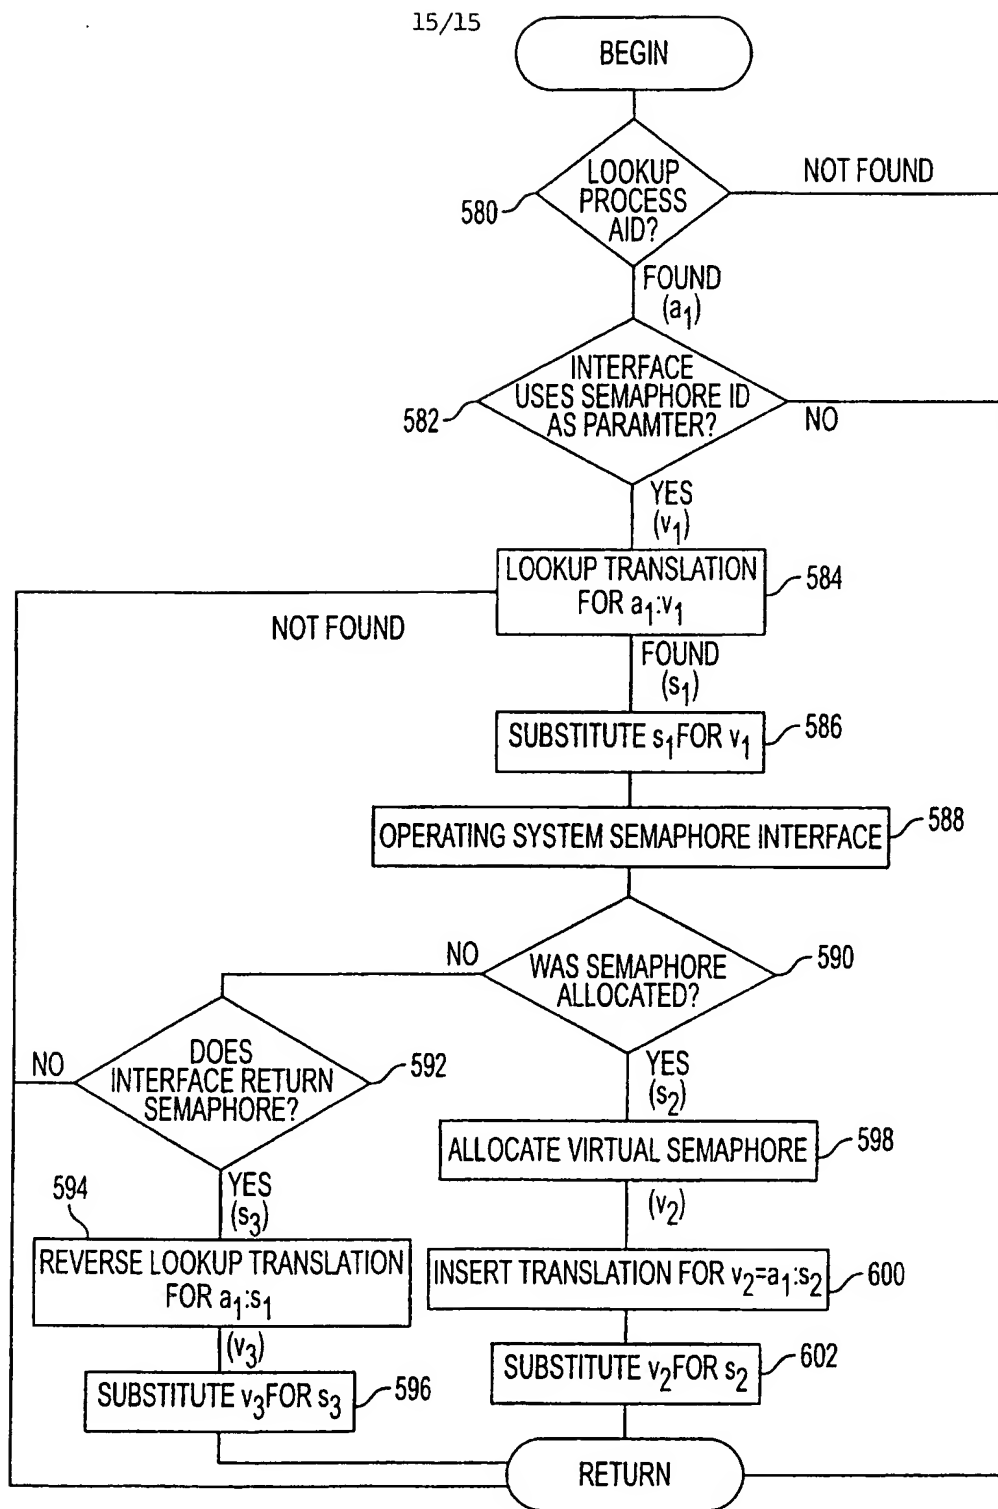 15/15
BEGIN
LOOKUP
PROCESS
AID?
580
NOT FOUND
FOUND
(a₁)
INTERFACE
USES SEMAPHORE ID
AS PARAMTER?
582
NO
YES
(v₁)
LOOKUP TRANSLATION
FOR a₁:v₁
584
NOT FOUND
FOUND
(s₁)
SUBSTITUTE s₁ FOR v₁
586
OPERATING SYSTEM SEMAPHORE INTERFACE
588
WAS SEMAPHORE
ALLOCATED?
590
NO
DOES
INTERFACE RETURN
SEMAPHORE?
592
NO
YES
(s₃)
594
REVERSE LOOKUP TRANSLATION
FOR a₁:s₁
(v₃)
SUBSTITUTE v₃ FOR s₃
596
YES
(s₂)
ALLOCATE VIRTUAL SEMAPHORE
598
(v₂)
INSERT TRANSLATION FOR v₂=a₁:s₂
600
SUBSTITUTE v₂ FOR s₂
602
RETURN